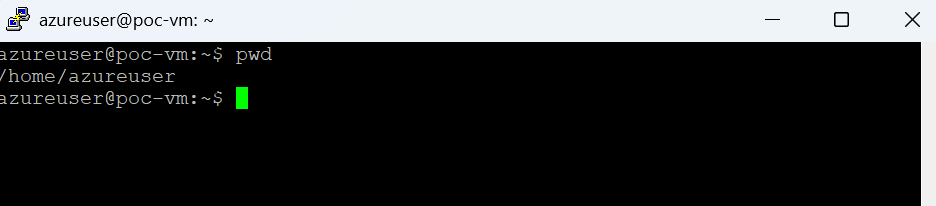 azureuser@poc-vm: ~
azureuser@poc-vm:~$ pwd
/home/azureuser
azureuser@poc-vm:~$